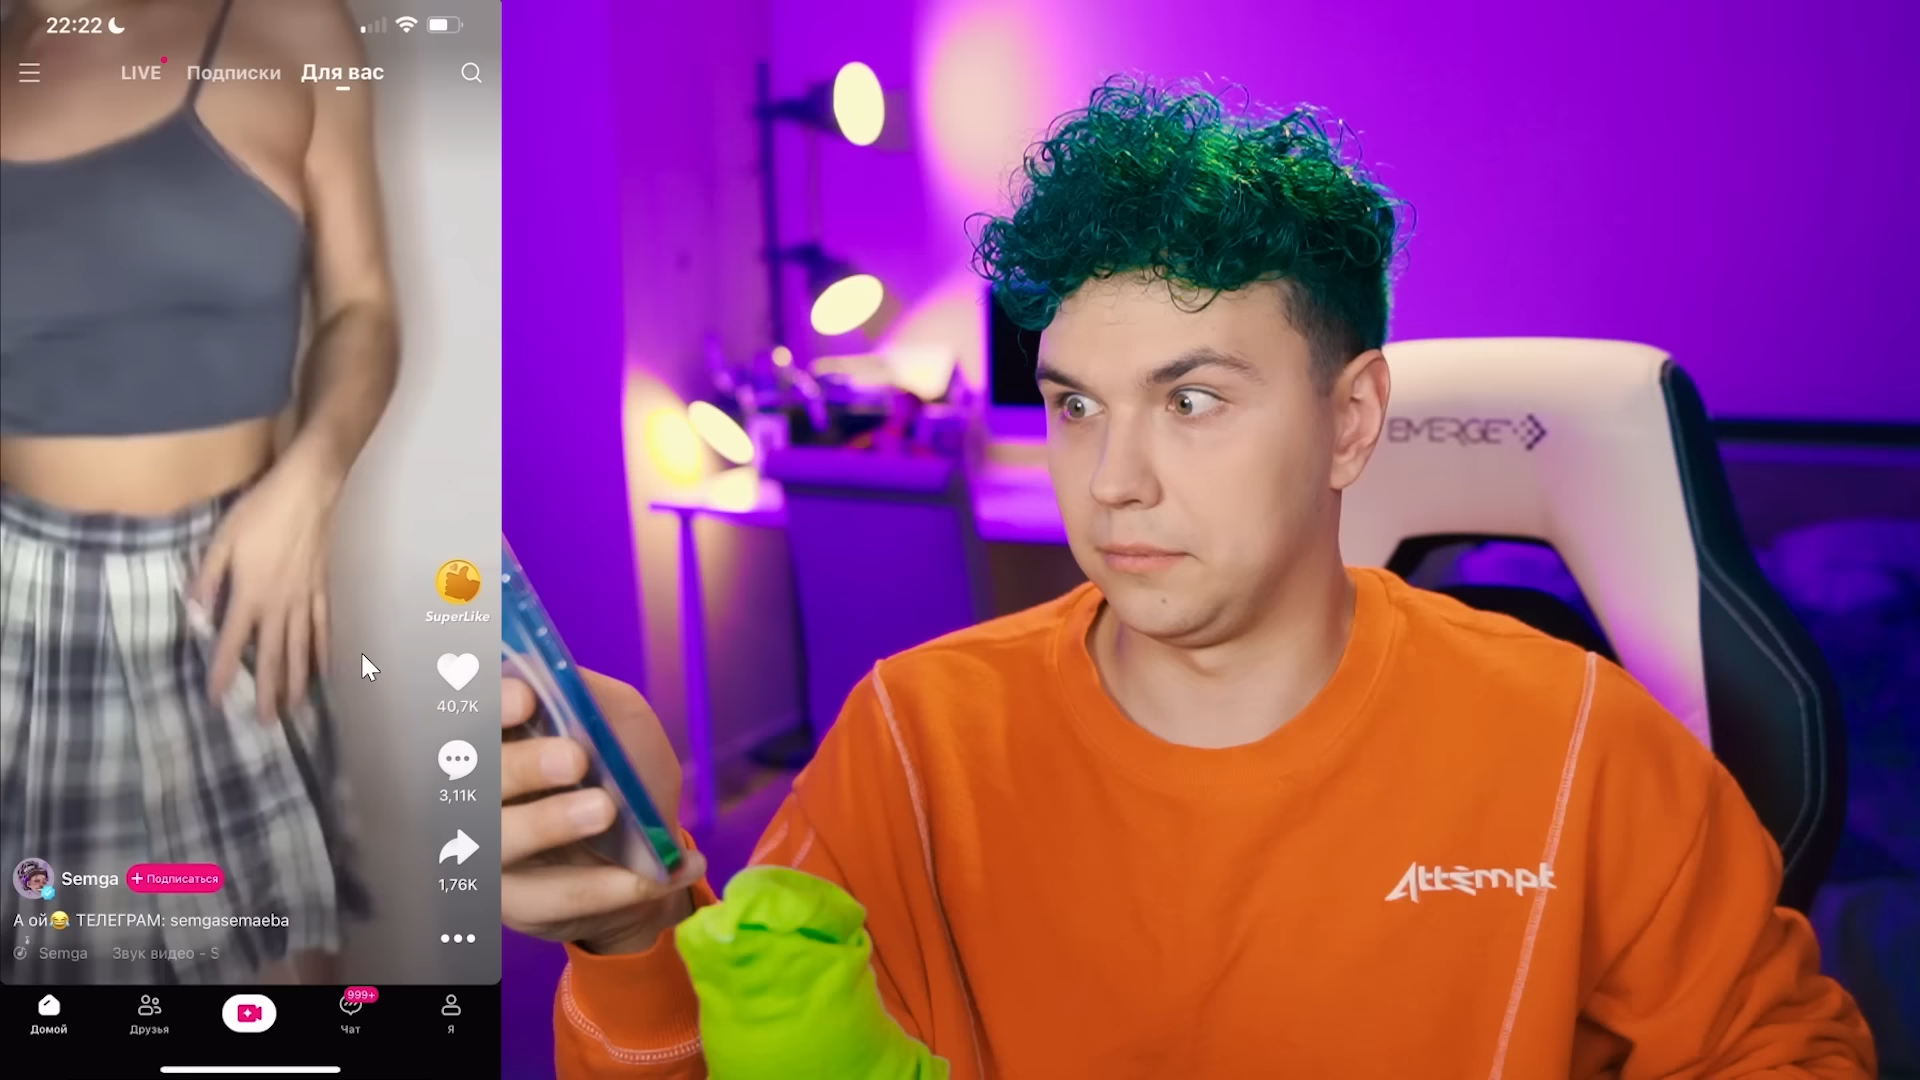 22:22
LIVE Подписки Для вас
SuperLike
40,7K
3,11K
1,76K
Semga + Подписаться
А ой😂 ТЕЛЕГРАМ: semgasemaeba
Semga Звук видео - S
Домой
Друзья
999+
Чат
Я
EMERGE
Attempt